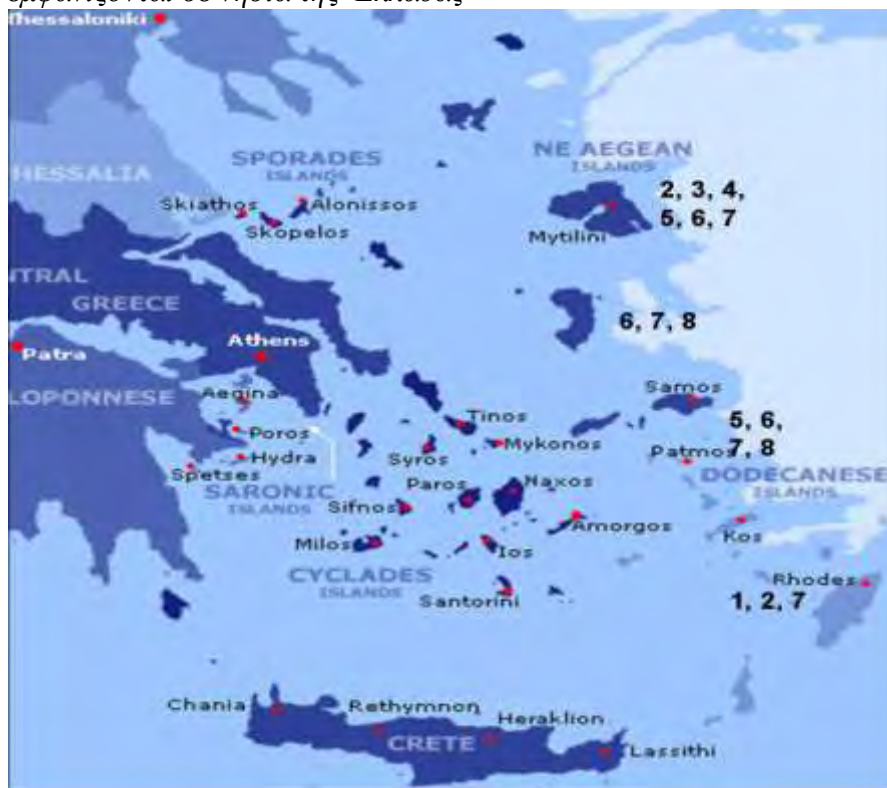 Thessaloniki
THESSALIA
SPORADES
ISLANDS
Skiathos
Alonissos
Skopelos
NE AEGEAN
ISLANDS
2, 3, 4,
5, 6, 7
Mytilini
NTRAL
GREECE
6, 7, 8
Patra
Athens
LOPONNESE
Aegina
Samos
5, 6,
7, 8
Tinos
Poros
Mykonos
Patmos
Syros
Hydra
Spetses
SARONIC
ISLANDS
DODECANESE
ISLANDS
Paros
Naxos
Sifnos
Amorgos
Kos
Milos
Ios
CYCLADES
ISLANDS
Santorini
Rhodes
1, 2, 7
Chania
Rethymnon
Heraklion
CRETE
Lassithi